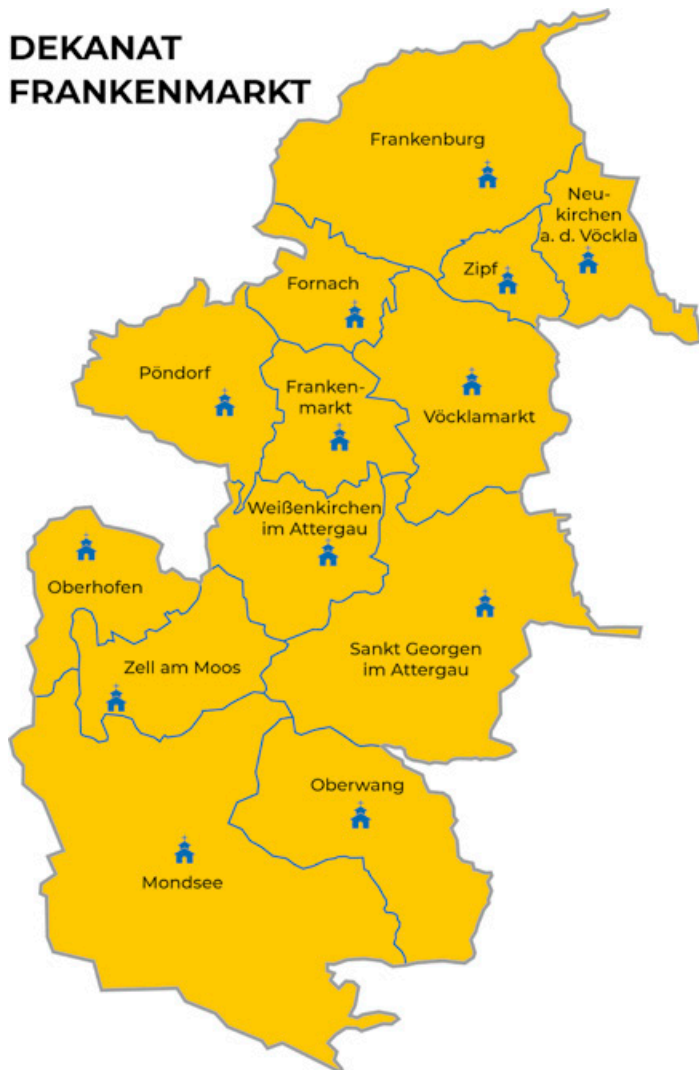 DEKANAT
FRANKENMARKT
Frankenburg
Neu-
kirchen
a. d. Vöckla
Zipf
Fornach
Pöndorf
Franken-
markt
Vöcklamarkt
Weißenkirchen
im Attergau
Oberhofen
Sankt Georgen
im Attergau
Zell am Moos
Oberwang
Mondsee